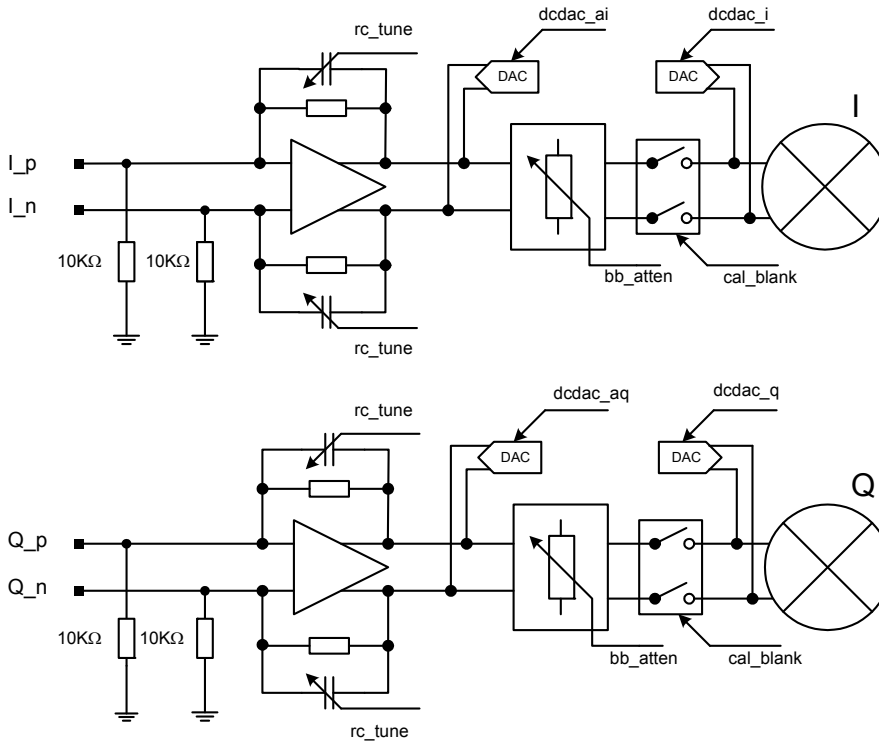 rc_tune
dcdac_ai
dcdac_i
DAC
DAC
I
I_p
I_n
10KΩ
10KΩ
bb_atten
cal_blank
rc_tune
rc_tune
dcdac_aq
dcdac_q
DAC
DAC
Q
Q_p
Q_n
10KΩ
10KΩ
bb_atten
cal_blank
rc_tune